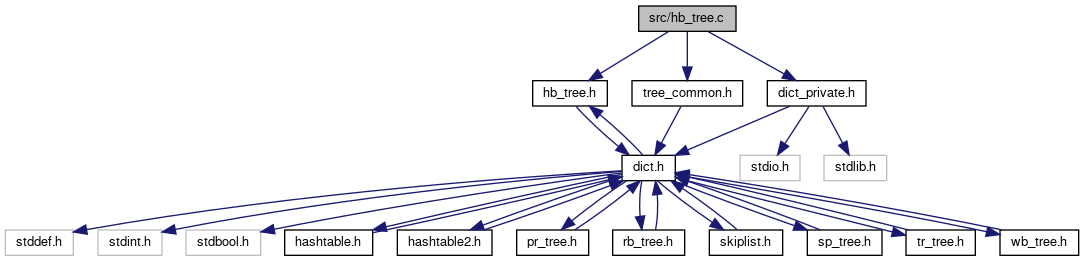 src/hb_tree.c
hb_tree.h
tree_common.h
dict_private.h
dict.h
stdio.h
stdlib.h
stddef.h
stdint.h
stdbool.h
hashtable.h
hashtable2.h
pr_tree.h
rb_tree.h
skiplist.h
sp_tree.h
tr_tree.h
wb_tree.h